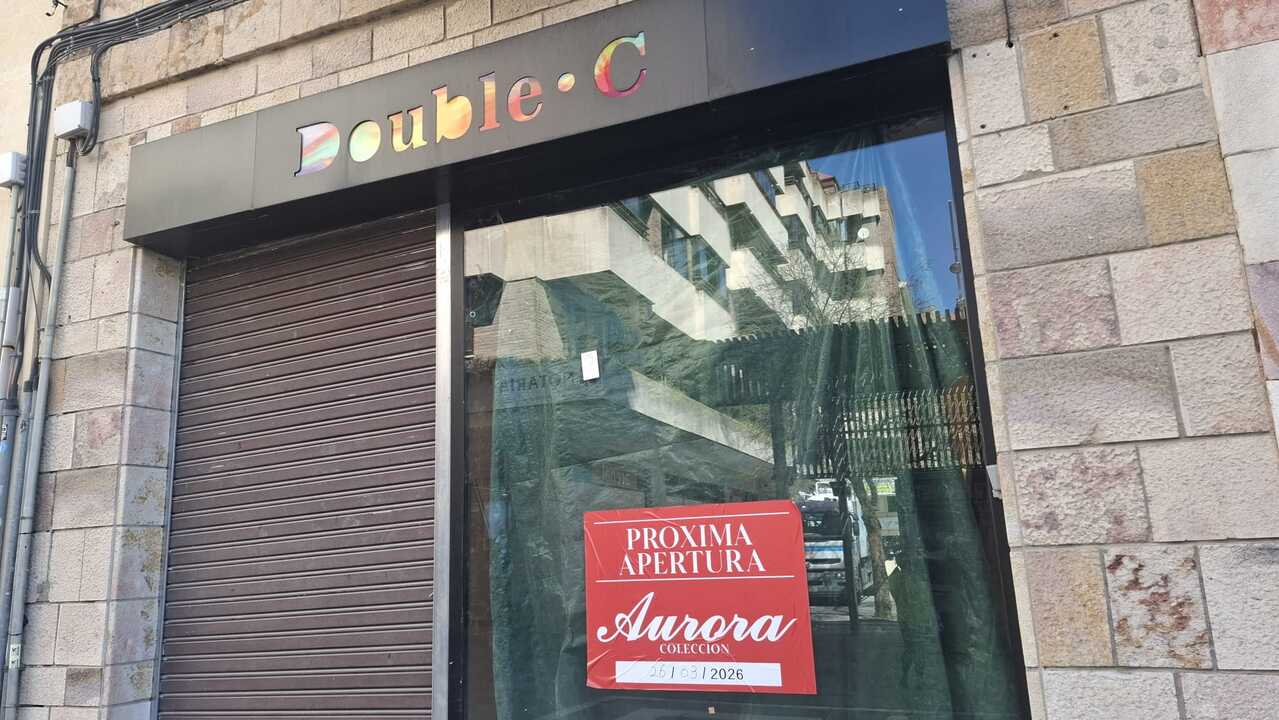 Double·C
PROXIMA
APERTURA
Aurora
COLECCION
26/03/2026